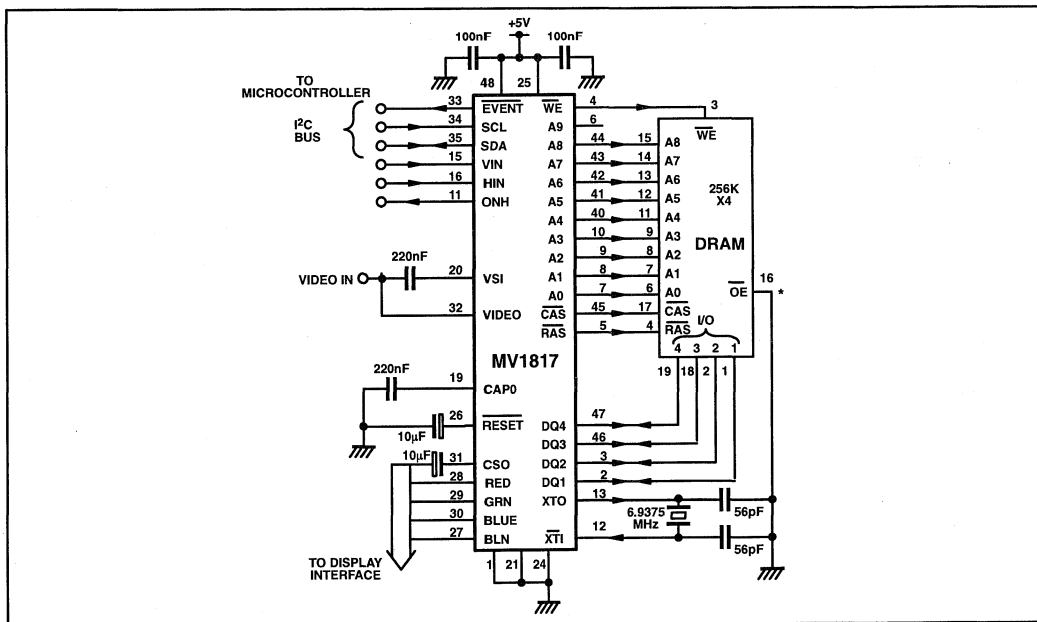 +5V
100nF
100nF
TO
MICROCONTROLLER
I²C
BUS
48
25
33
EVENT
34
SCL
35
SDA
15
VIN
16
HIN
11
ONH
WE
4
3
WE
A9
6
A8
44
15
A8
A7
43
14
A7
A6
42
13
A6
A5
41
12
A5
A4
40
11
A4
A3
10
9
A3
A2
9
8
A2
A1
8
7
A1
A0
7
6
A0
CAS
45
17
CAS
RAS
5
4
RAS
256K
X4
DRAM
OE
16
*
I/O
4 3 2 1
19 18 2 1
VIDEO IN
220nF
20
VSI
32
VIDEO
MV1817
220nF
19
CAP0
26
RESET
10µF
10µF
31
CSO
28
RED
29
GRN
30
BLUE
27
BLN
TO DISPLAY
INTERFACE
DQ4
47
DQ3
46
DQ2
3
DQ1
2
XTO
13
XTI
12
6.9375
MHz
56pF
56pF
1
21
24